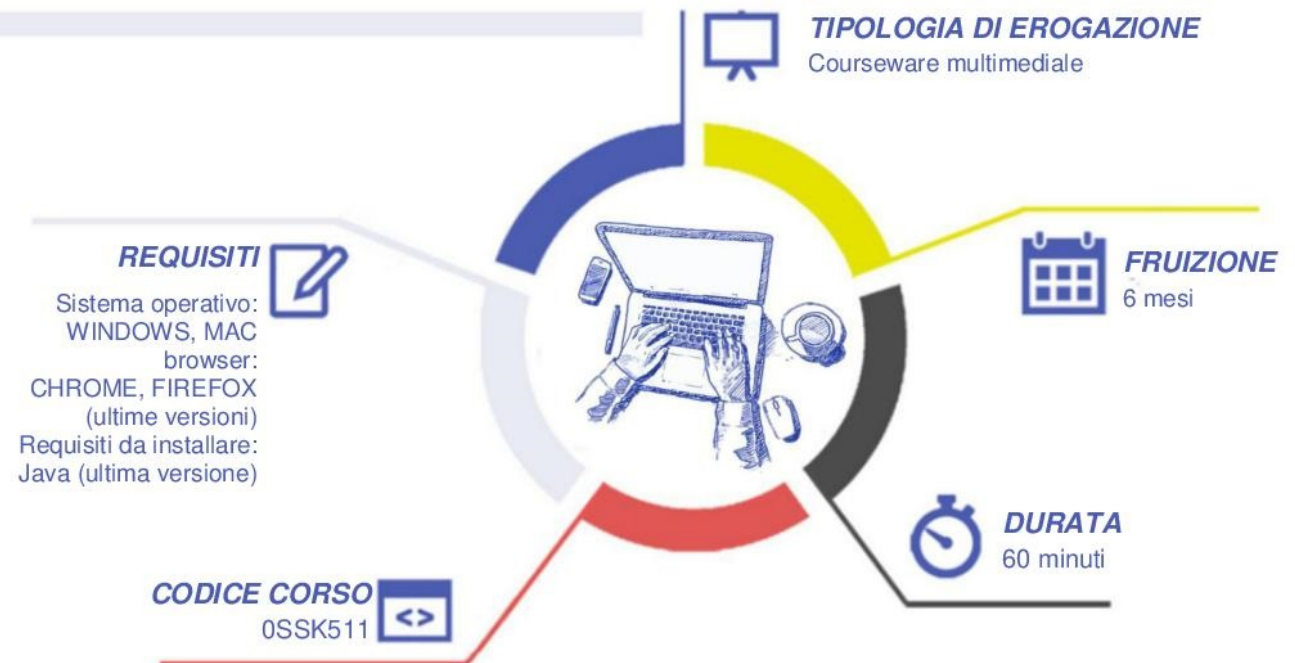 TIPOLOGIA DI EROGAZIONE
Courseware multimediale
REQUISITI
Sistema operativo:
WINDOWS, MAC
browser:
CHROME, FIREFOX
(ultime versioni)
Requisiti da installare:
Java (ultima versione)
FRUIZIONE
6 mesi
DURATA
60 minuti
CODICE CORSO
0SSK511